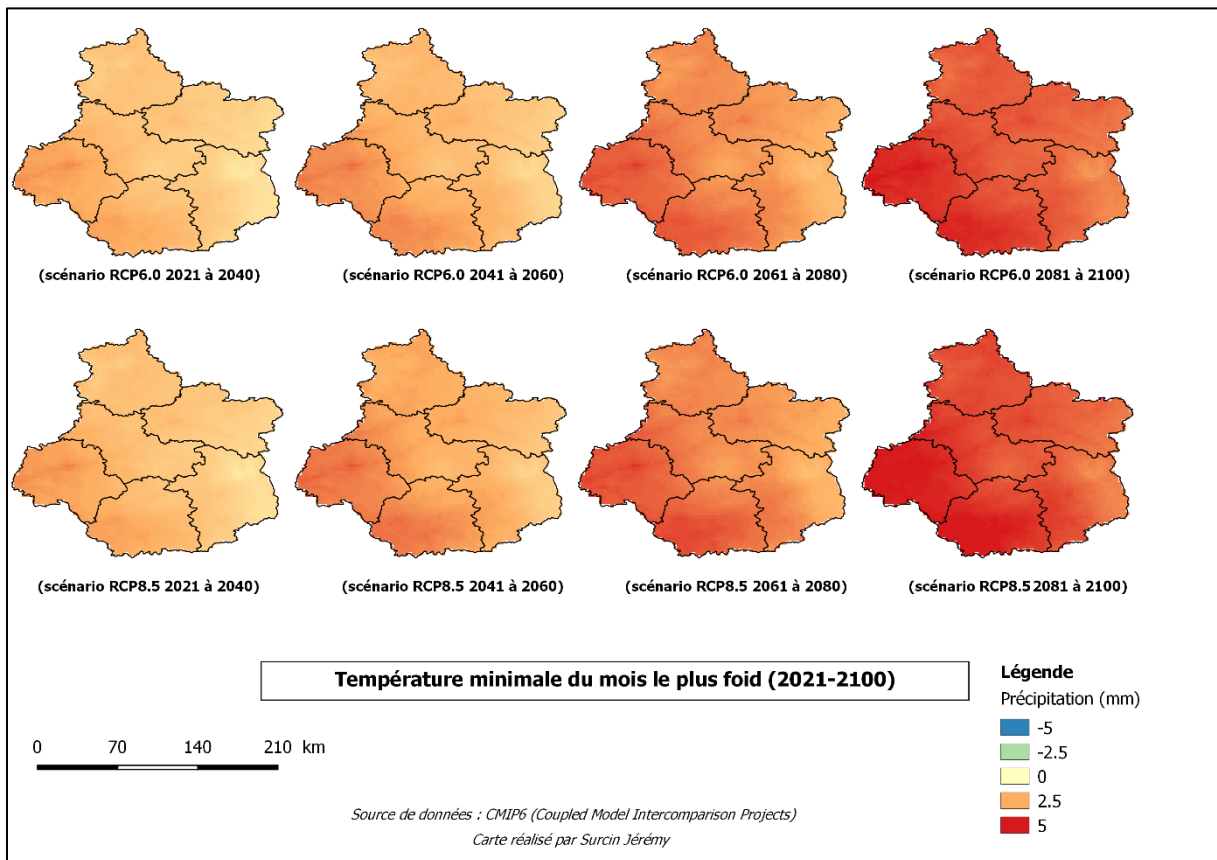 (scénario RCP6.0 2021 à 2040)
(scénario RCP6.0 2041 à 2060)
(scénario RCP6.0 2061 à 2080)
(scénario RCP6.0 2081 à 2100)
(scénario RCP8.5 2021 à 2040)
(scénario RCP8.5 2041 à 2060)
(scénario RCP8.5 2061 à 2080)
(scénario RCP8.5 2081 à 2100)
Température minimale du mois le plus foid (2021-2100)
Légende
Précipitation (mm)
-5
-2.5
0
2.5
5
0 70 140 210 km
Source de données : CMIP6 (Coupled Model Intercomparison Projects)
Carte réalisé par Surcin Jérémy